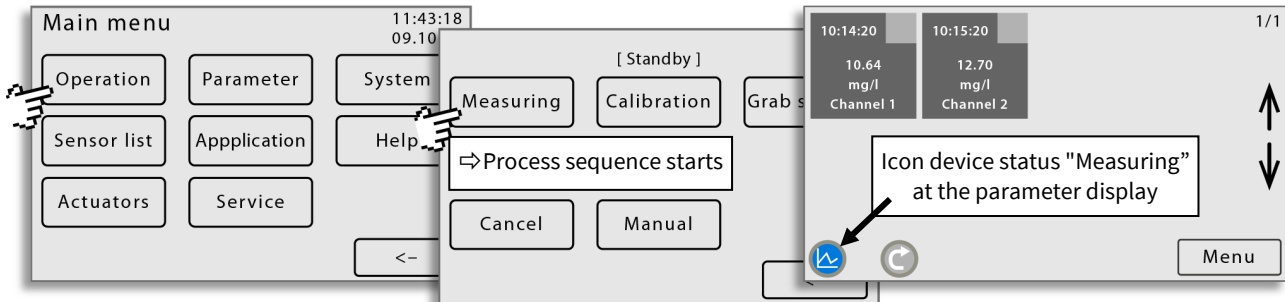 Main menu
11:43:18
09.10
Operation
Parameter
System
Sensor list
Appplication
Help
Actuators
Service
<–
[ Standby ]
Measuring
Calibration
Grab s
⇨Process sequence starts
Cancel
Manual
1/1
10:14:20
10.64
mg/l
Channel 1
10:15:20
12.70
mg/l
Channel 2
Icon device status "Measuring”
at the parameter display
Menu